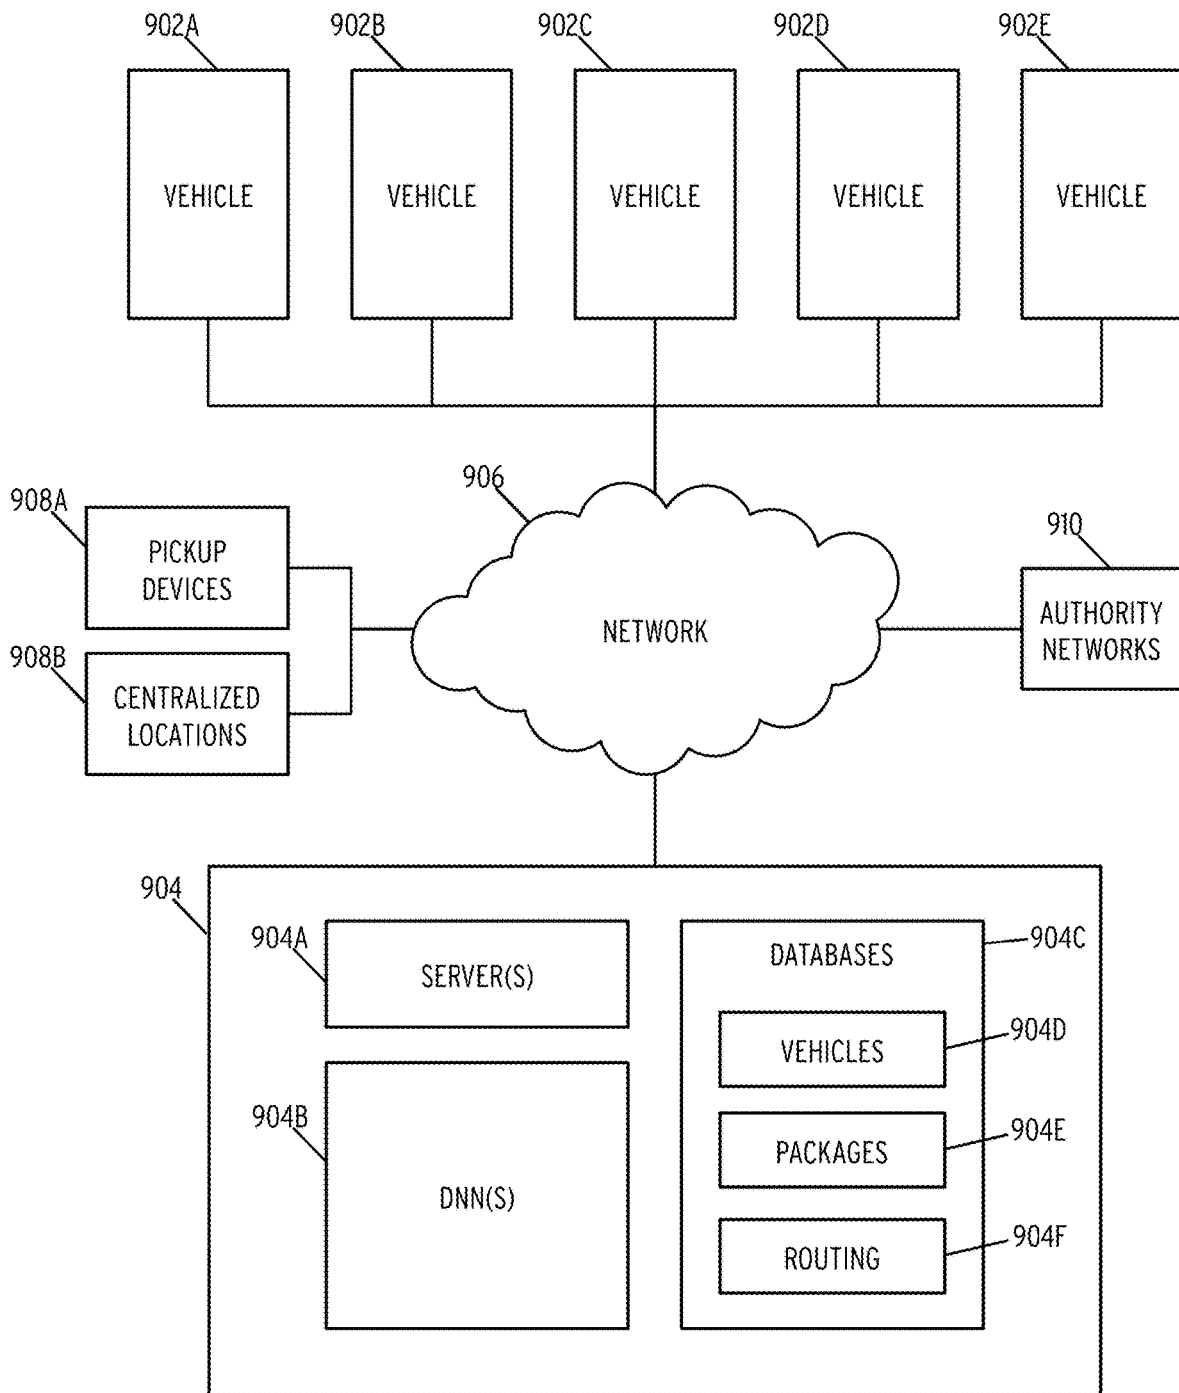 902A
902B
902C
902D
902E
VEHICLE
VEHICLE
VEHICLE
VEHICLE
VEHICLE
906
908A
PICKUP
DEVICES
908B
CENTRALIZED
LOCATIONS
NETWORK
910
AUTHORITY
NETWORKS
904
904A
SERVER(S)
904B
DNN(S)
DATABASES
904C
VEHICLES
904D
PACKAGES
904E
ROUTING
904F